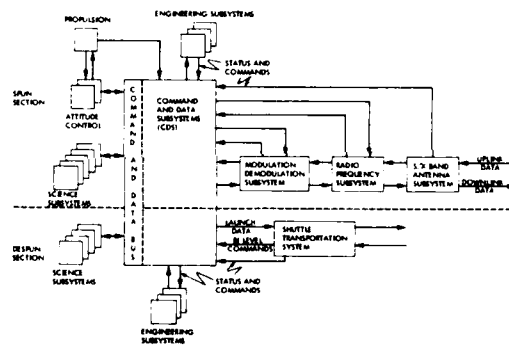 PROPULSION
ENGINEERING SUBSYSTEMS
STATUS AND
COMMANDS
SPUN
SECTION
ATTITUDE
CONTROL
COMMAND AND DATA BUS
COMMAND
AND DATA
SUBSYSTEMS
(CDS)
MODULATION
DEMODULATION
SUBSYSTEM
RADIO
FREQUENCY
SUBSYSTEM
S/X BAND
ANTENNA
SUBSYSTEM
UPLINK
DATA
DOWNLINK
DATA
SCIENCE
SUBSYSTEMS
DESPUN
SECTION
SCIENCE
SUBSYSTEMS
LAUNCH
DATA
BI LEVEL
COMMANDS
SHUTTLE
TRANSPORTATION
SYSTEM
STATUS AND
COMMANDS
ENGINEERING
SUBSYSTEMS